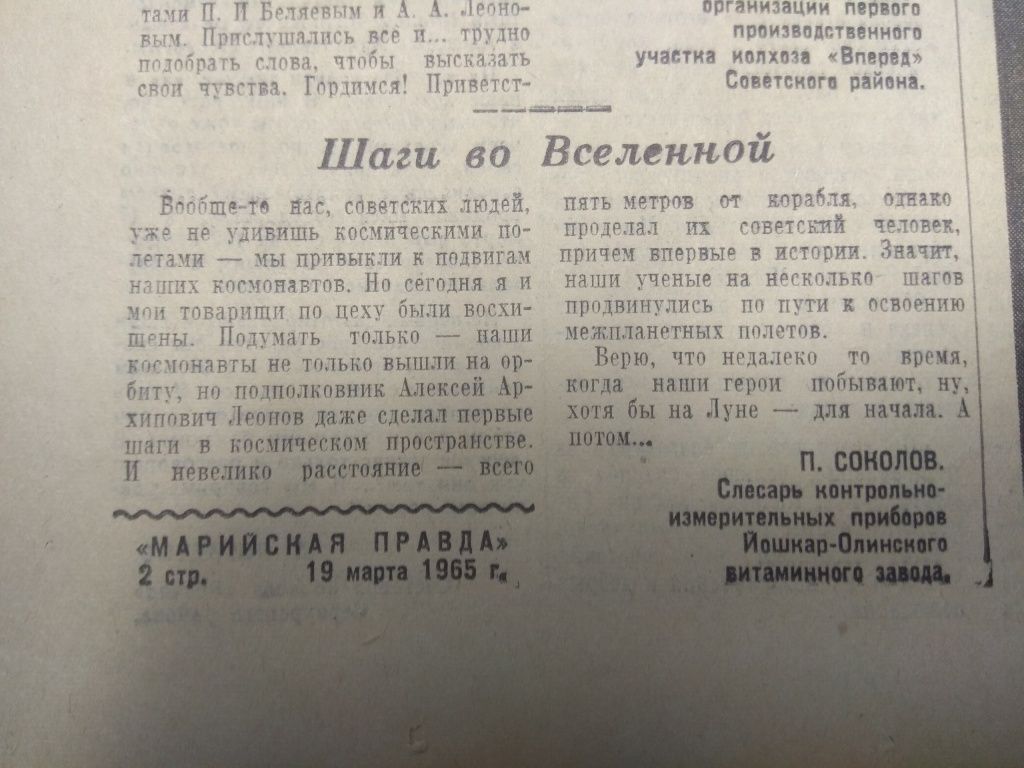 тами П. И Беляевым и А. А. Леоно-
вым. Прислушались все и... трудно
подобрать слова, чтобы высказать
свои чувства. Гордимся! Приветст-
организации первого
производственного
участка колхоза «Вперед»
Советского района.
Шаги во Вселенной
Вообще-то нас, советских людей,
уже не удивишь космическими по-
летами — мы привыкли к подвигам
наших космонавтов. Но сегодня я и
мои товарищи по цеху были восхи-
щены. Подумать только — наши
космонавты не только вышли на ор-
биту, но подполковник Алексей Ар-
хипович Леонов даже сделал первые
шаги в космическом пространстве.
И невелико расстояние — всего
пять метров от корабля, однако
проделал их советский человек,
причем впервые в истории. Значит,
наши ученые на несколько шагов
продвинулись по пути к освоению
межпланетных полетов.
Верю, что недалеко то время,
когда наши герои побывают, ну,
хотя бы на Луне — для начала. А
потом...
П. СОКОЛОВ.
Слесарь контрольно-
измерительных приборов
Йошкар-Олинского
витаминного завода.
«МАРИЙСКАЯ ПРАВДА»
2 стр. 19 марта 1965 г.